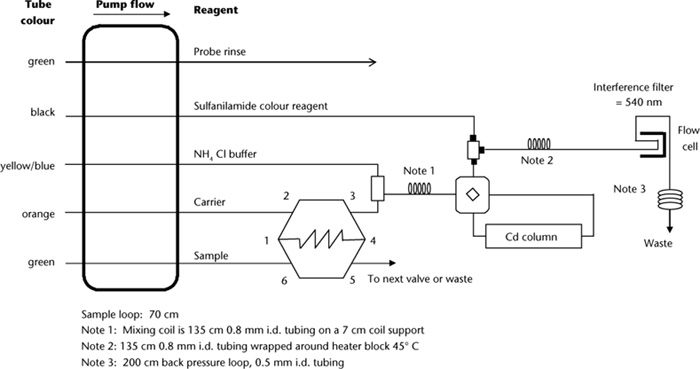 Tube colour
Pump flow
Reagent
green
Probe rinse
black
Sulfanilamide colour reagent
Interference filter
= 540 nm
Flow cell
Note 2
yellow/blue
NH4 Cl buffer
Note 1
Note 3
orange
Carrier
2
3
1
4
Cd column
Waste
green
Sample
6
5
To next valve or waste
Sample loop: 70 cm
Note 1: Mixing coil is 135 cm 0.8 mm i.d. tubing on a 7 cm coil support
Note 2: 135 cm 0.8 mm i.d. tubing wrapped around heater block 45° C
Note 3: 200 cm back pressure loop, 0.5 mm i.d. tubing